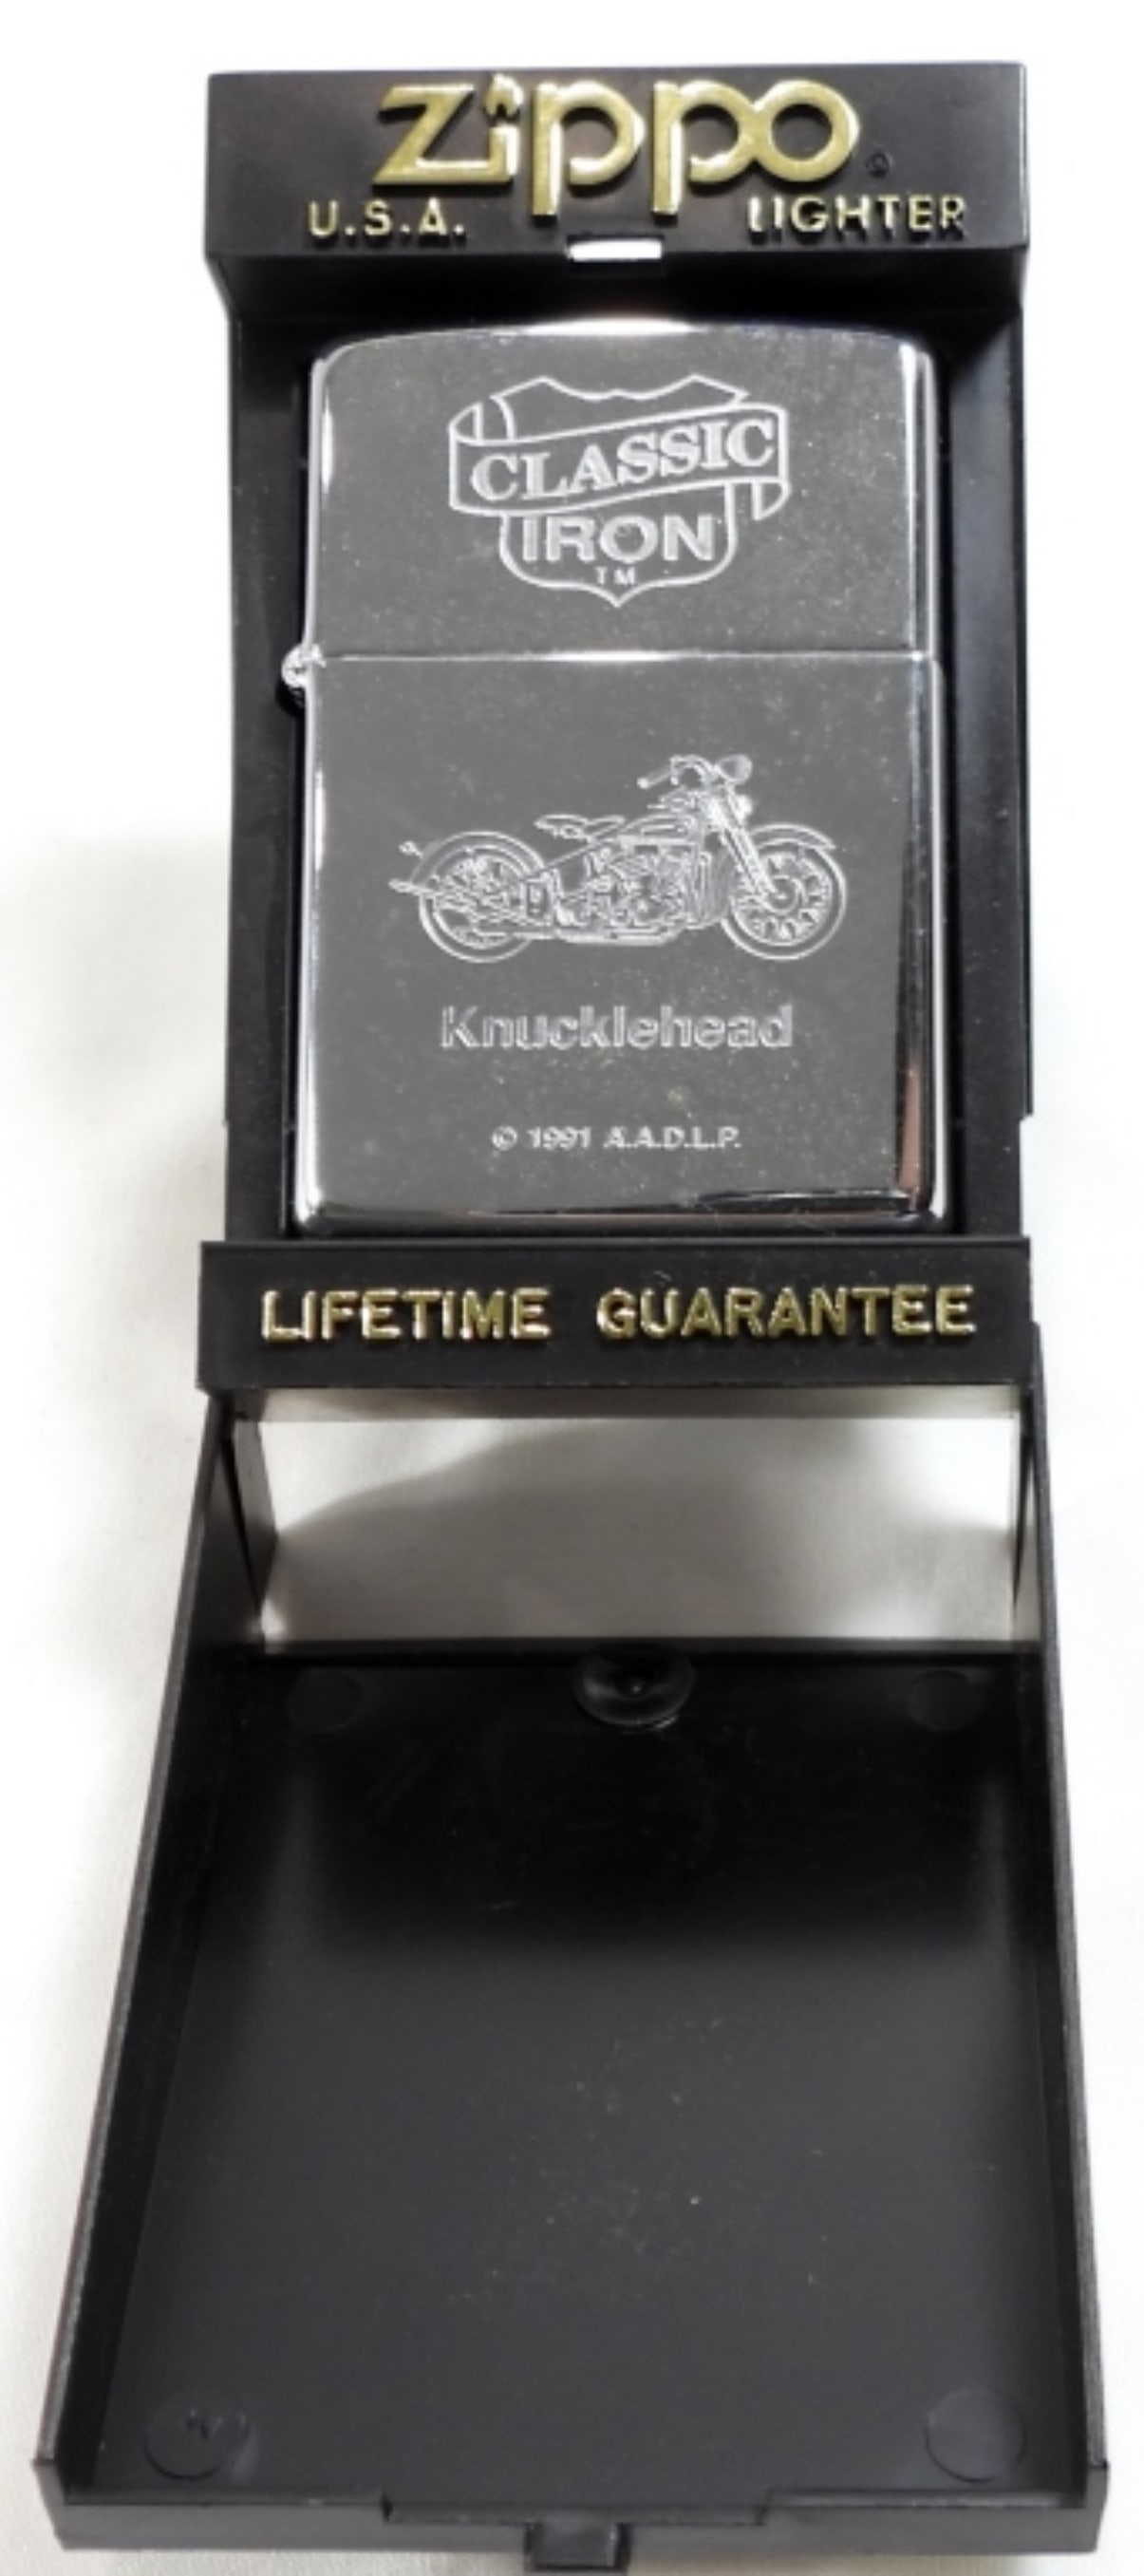 Zippo®
U.S.A. LIGHTER
CLASSIC
IRON
TM
Knucklehead
© 1991 A.A.D.L.P.
LIFETIME GUARANTEE